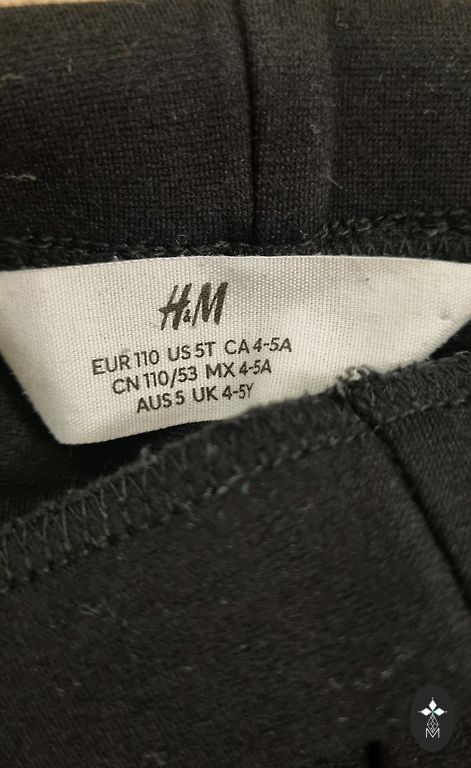 H&M
EUR 110 US 5T CA 4-5A
CN 110/53 MX 4-5A
AUS 5 UK 4-5Y
M